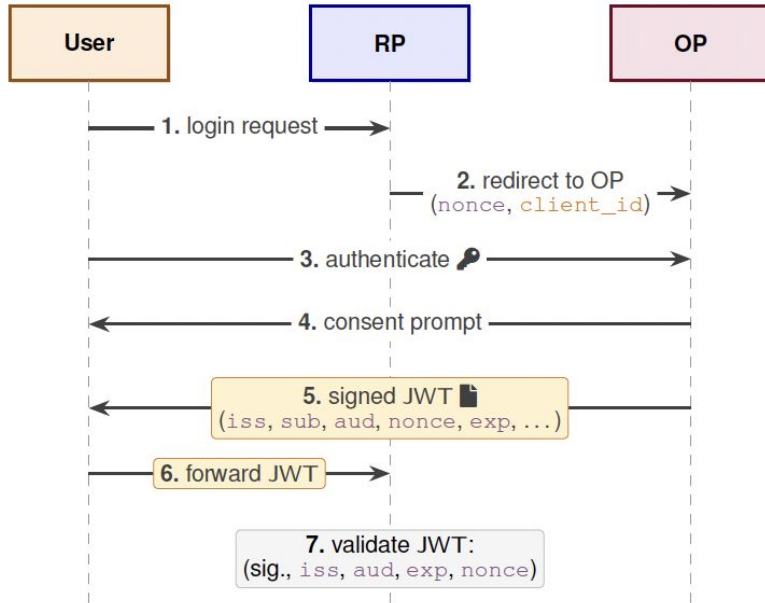 User
RP
OP
1. login request
2. redirect to OP
(nonce, client_id)
3. authenticate
4. consent prompt
5. signed JWT
(iss, sub, aud, nonce, exp, ...)
6. forward JWT
7. validate JWT:
(sig., iss, aud, exp, nonce)